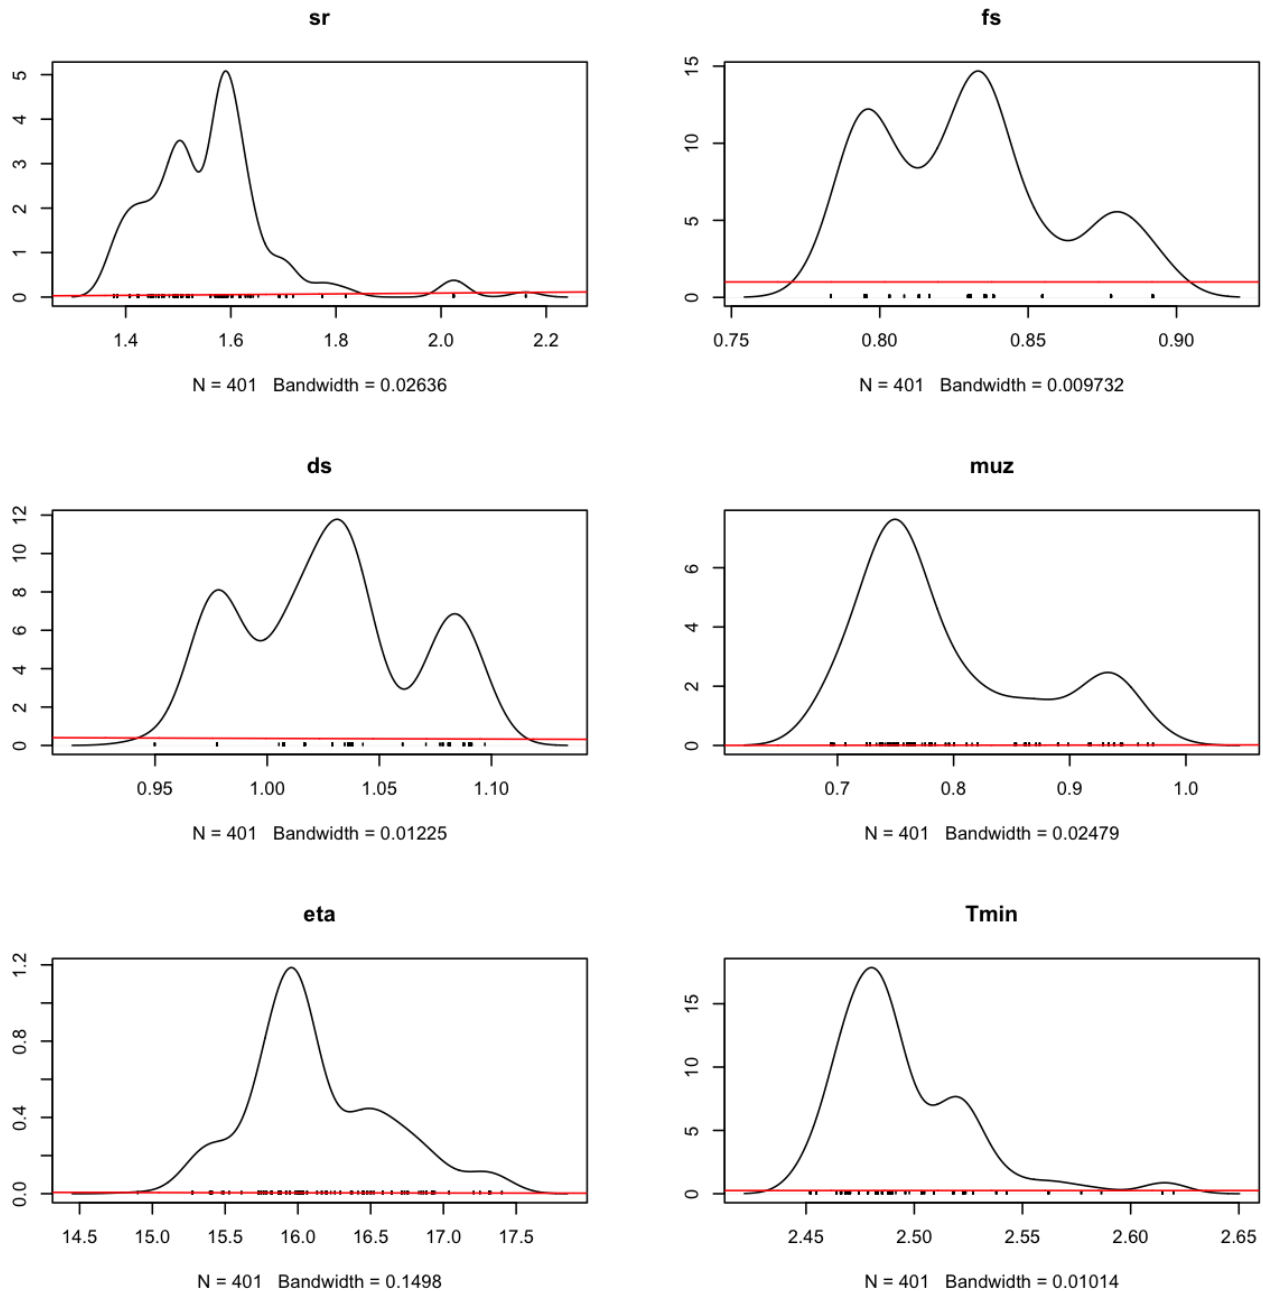 sr fs
5 4 3 2 1 0
15 10 5 0
1.4 1.6 1.8 2.0 2.2
0.75 0.80 0.85 0.90
N = 401 Bandwidth = 0.02636
N = 401 Bandwidth = 0.009732
ds muz
12 10 8 6 4 2 0
6 4 2 0
0.95 1.00 1.05 1.10
0.7 0.8 0.9 1.0
N = 401 Bandwidth = 0.01225
N = 401 Bandwidth = 0.02479
eta Tmin
1.2 0.8 0.4 0.0
15 10 5 0
14.5 15.0 15.5 16.0 16.5 17.0 17.5
2.45 2.50 2.55 2.60 2.65
N = 401 Bandwidth = 0.1498
N = 401 Bandwidth = 0.01014